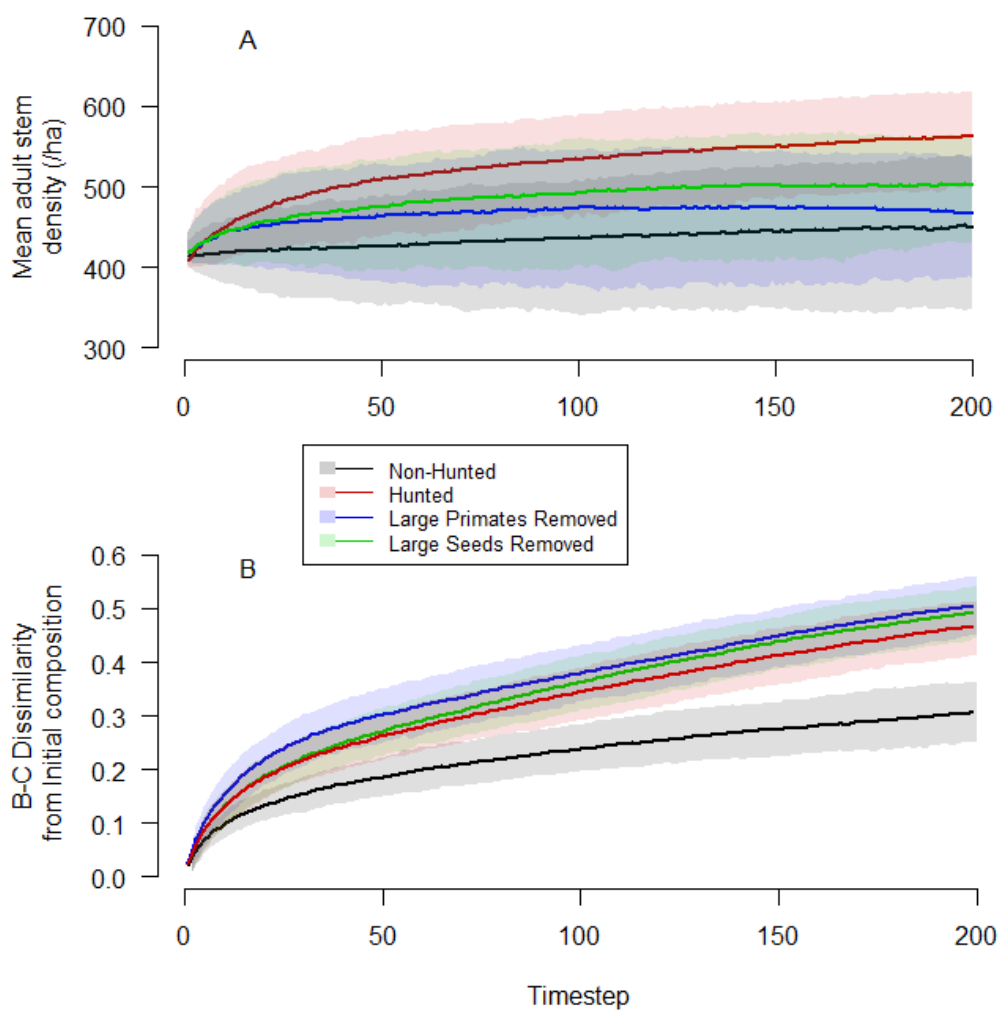 700
600
500
400
300
Mean adult stem
density (/ha)
A
0 50 100 150 200
Non-Hunted
Hunted
Large Primates Removed
Large Seeds Removed
0.6
0.5
0.4
0.3
0.2
0.1
0.0
B-C Dissimilarity
from Initial composition
B
0 50 100 150 200
Timestep